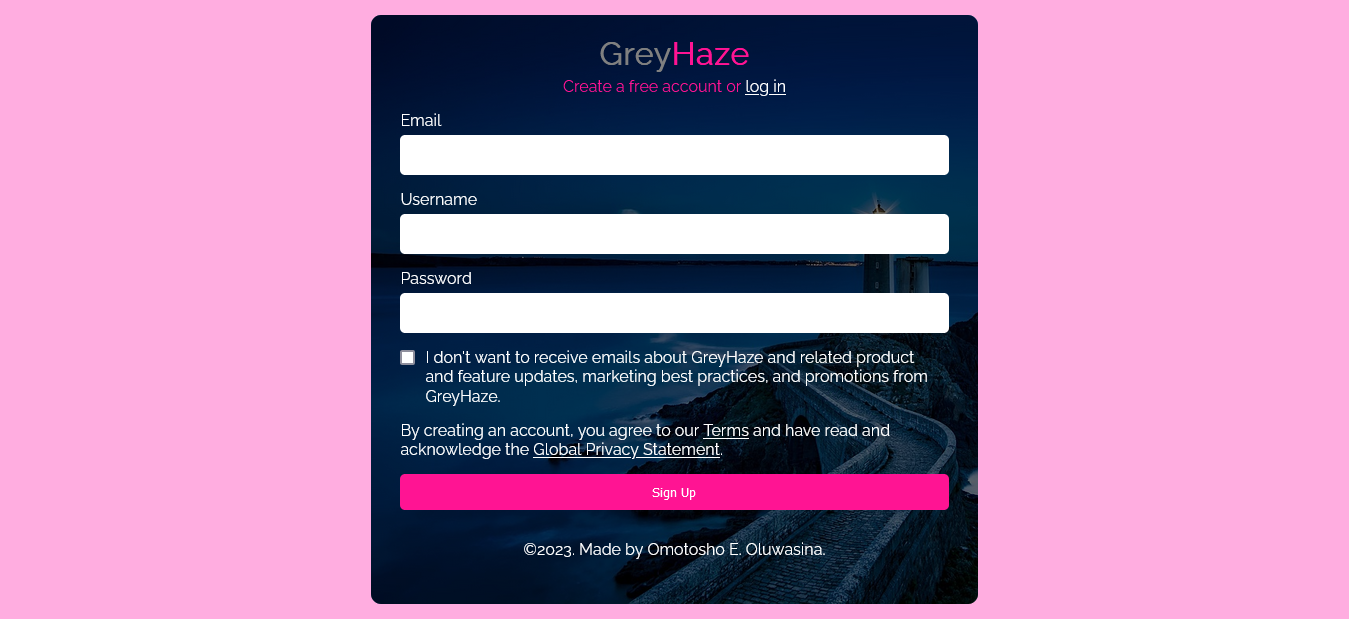 GreyHaze
Create a free account or log in
Email
Username
Password
I don't want to receive emails about GreyHaze and related product
and feature updates, marketing best practices, and promotions from
GreyHaze.
By creating an account, you agree to our Terms and have read and
acknowledge the Global Privacy Statement.
Sign Up
©2023. Made by Omotosho E. Oluwasina.